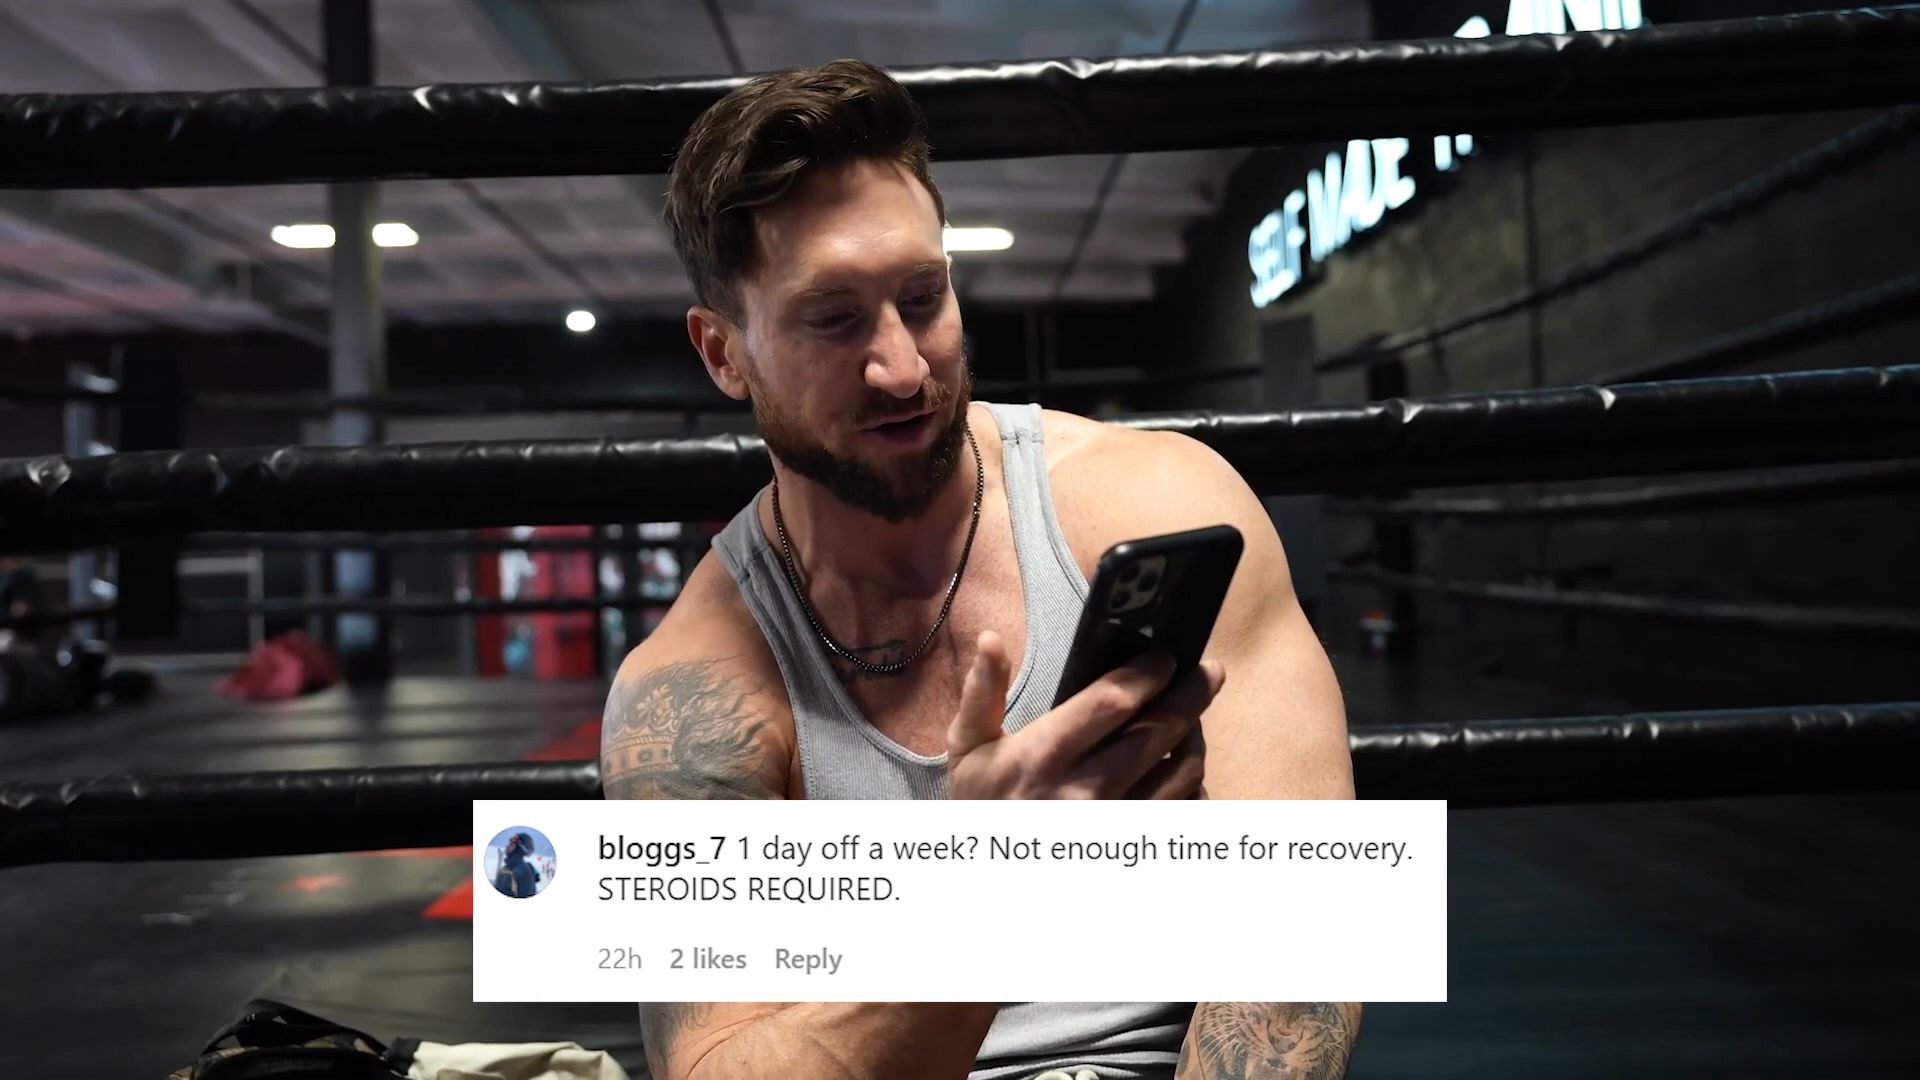 SELF MADE
bloggs_7 1 day off a week? Not enough time for recovery.
STEROIDS REQUIRED.
22h 2 likes Reply